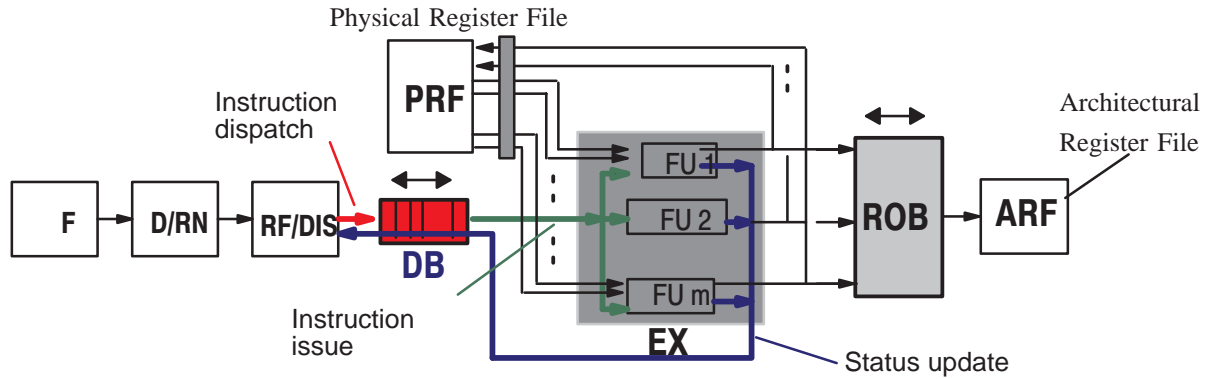 Physical Register File
PRF
Instruction
dispatch
Architectural
Register File
F
D/RN
RF/DIS
DB
FU 1
FU 2
FU m
EX
ROB
ARF
Instruction
issue
Status update